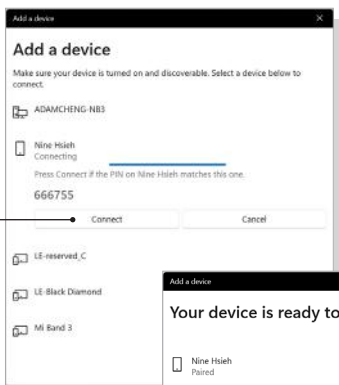 Add a device
Add a device
Make sure your device is turned on and discoverable. Select a device below to
connect.
ADAMCHENG-NB3
Nine Hsieh
Connecting
Press Connect if the PIN on Nine Hsieh matches this one.
666755
Connect
Cancel
LE-reserved_C
LE-Black Diamond
Mi Band 3
Add a device
Your device is ready to
Nine Hsieh
Paired